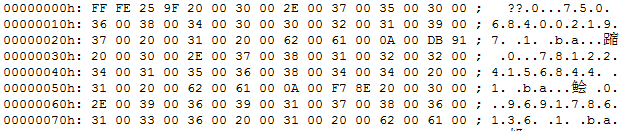 00000000h: FF FE 25 9F 20 00 30 00 2E 00 37 00 35 00 30 00 ; ??.0...7.5.0.
00000010h: 36 00 38 00 34 00 30 00 30 00 32 00 31 00 39 00 ; 6.8.4.0.0.2.1.9.
00000020h: 37 00 20 00 31 00 20 00 62 00 61 00 0A 00 DB 91 ; 7. .1. .b.a...
00000030h: 20 00 30 00 2E 00 37 00 38 00 31 00 32 00 32 00 ; .0...7.8.1.2.2.
00000040h: 34 00 31 00 35 00 36 00 38 00 34 00 34 00 20 00 ; 4.1.5.6.8.4.4. .
00000050h: 31 00 20 00 62 00 61 00 0A 00 F7 8E 20 00 30 00 ; 1. .b.a...鲙 .0.
00000060h: 2E 00 39 00 36 00 39 00 31 00 37 00 38 00 36 00 ; ..9.6.9.1.7.8.6.
00000070h: 31 00 33 00 36 00 20 00 31 00 20 00 62 00 61 00 ; 1.3.6. .1. .b.a.